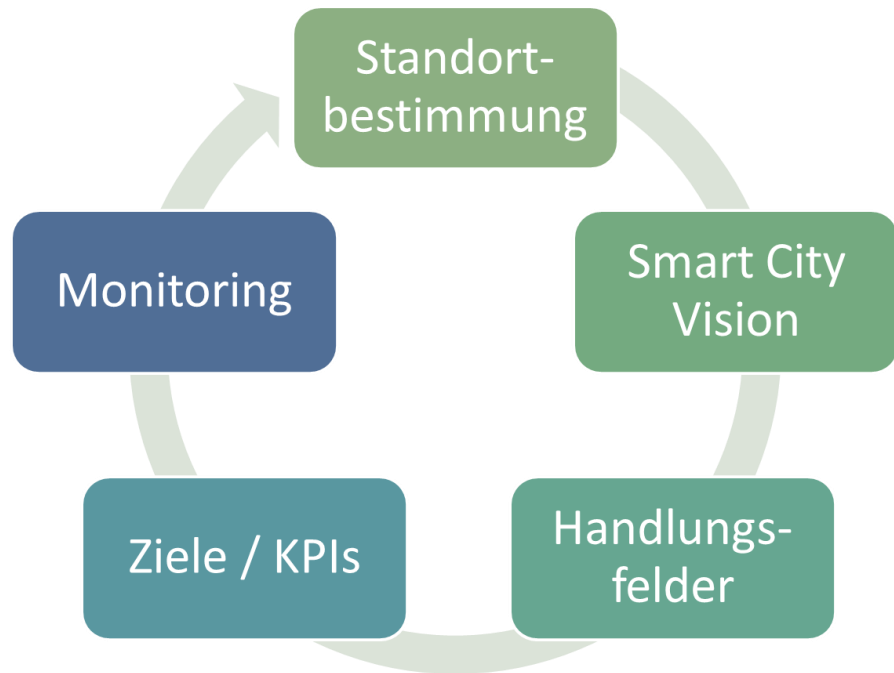 Standort-
bestimmung
Smart City
Vision
Handlungs-
felder
Ziele / KPIs
Monitoring